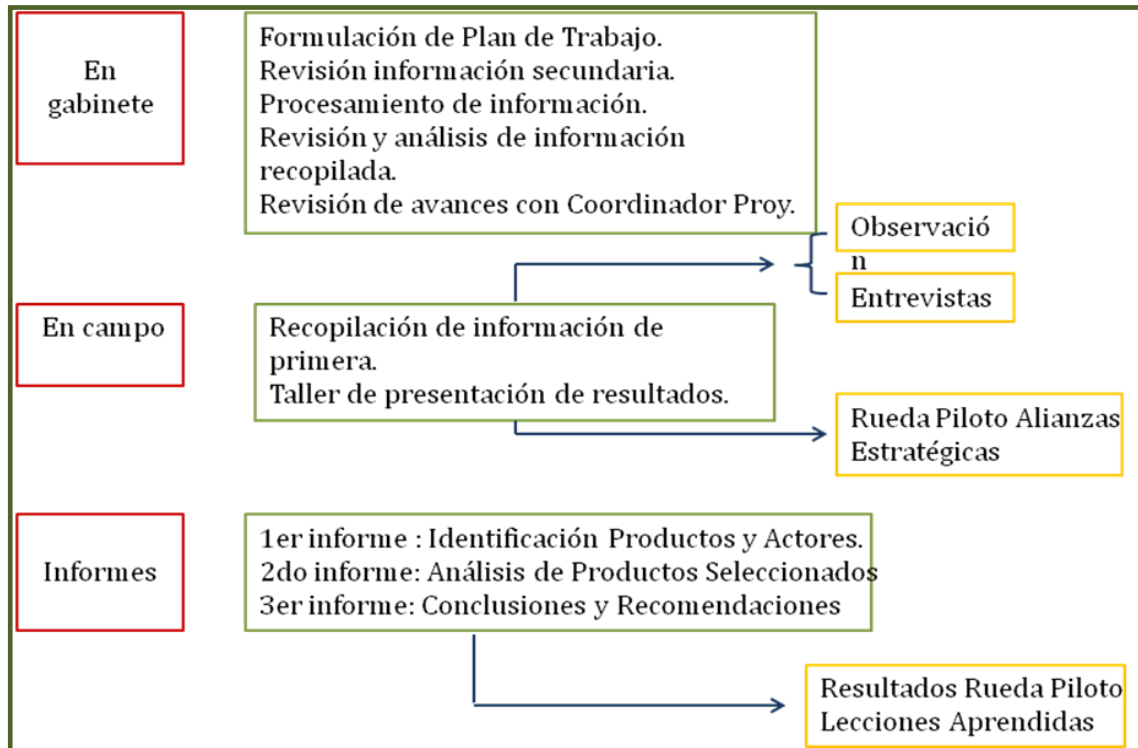 En
gabinete
Formulación de Plan de Trabajo.
Revisión información secundaria.
Procesamiento de información.
Revisión y análisis de información
recopilada.
Revisión de avances con Coordinador Proy.
Observació
n
Entrevistas
En campo
Recopilación de información de
primera.
Taller de presentación de resultados.
Rueda Piloto Alianzas
Estratégicas
Informes
1er informe : Identificación Productos y Actores.
2do informe: Análisis de Productos Seleccionados
3er informe: Conclusiones y Recomendaciones
Resultados Rueda Piloto
Lecciones Aprendidas